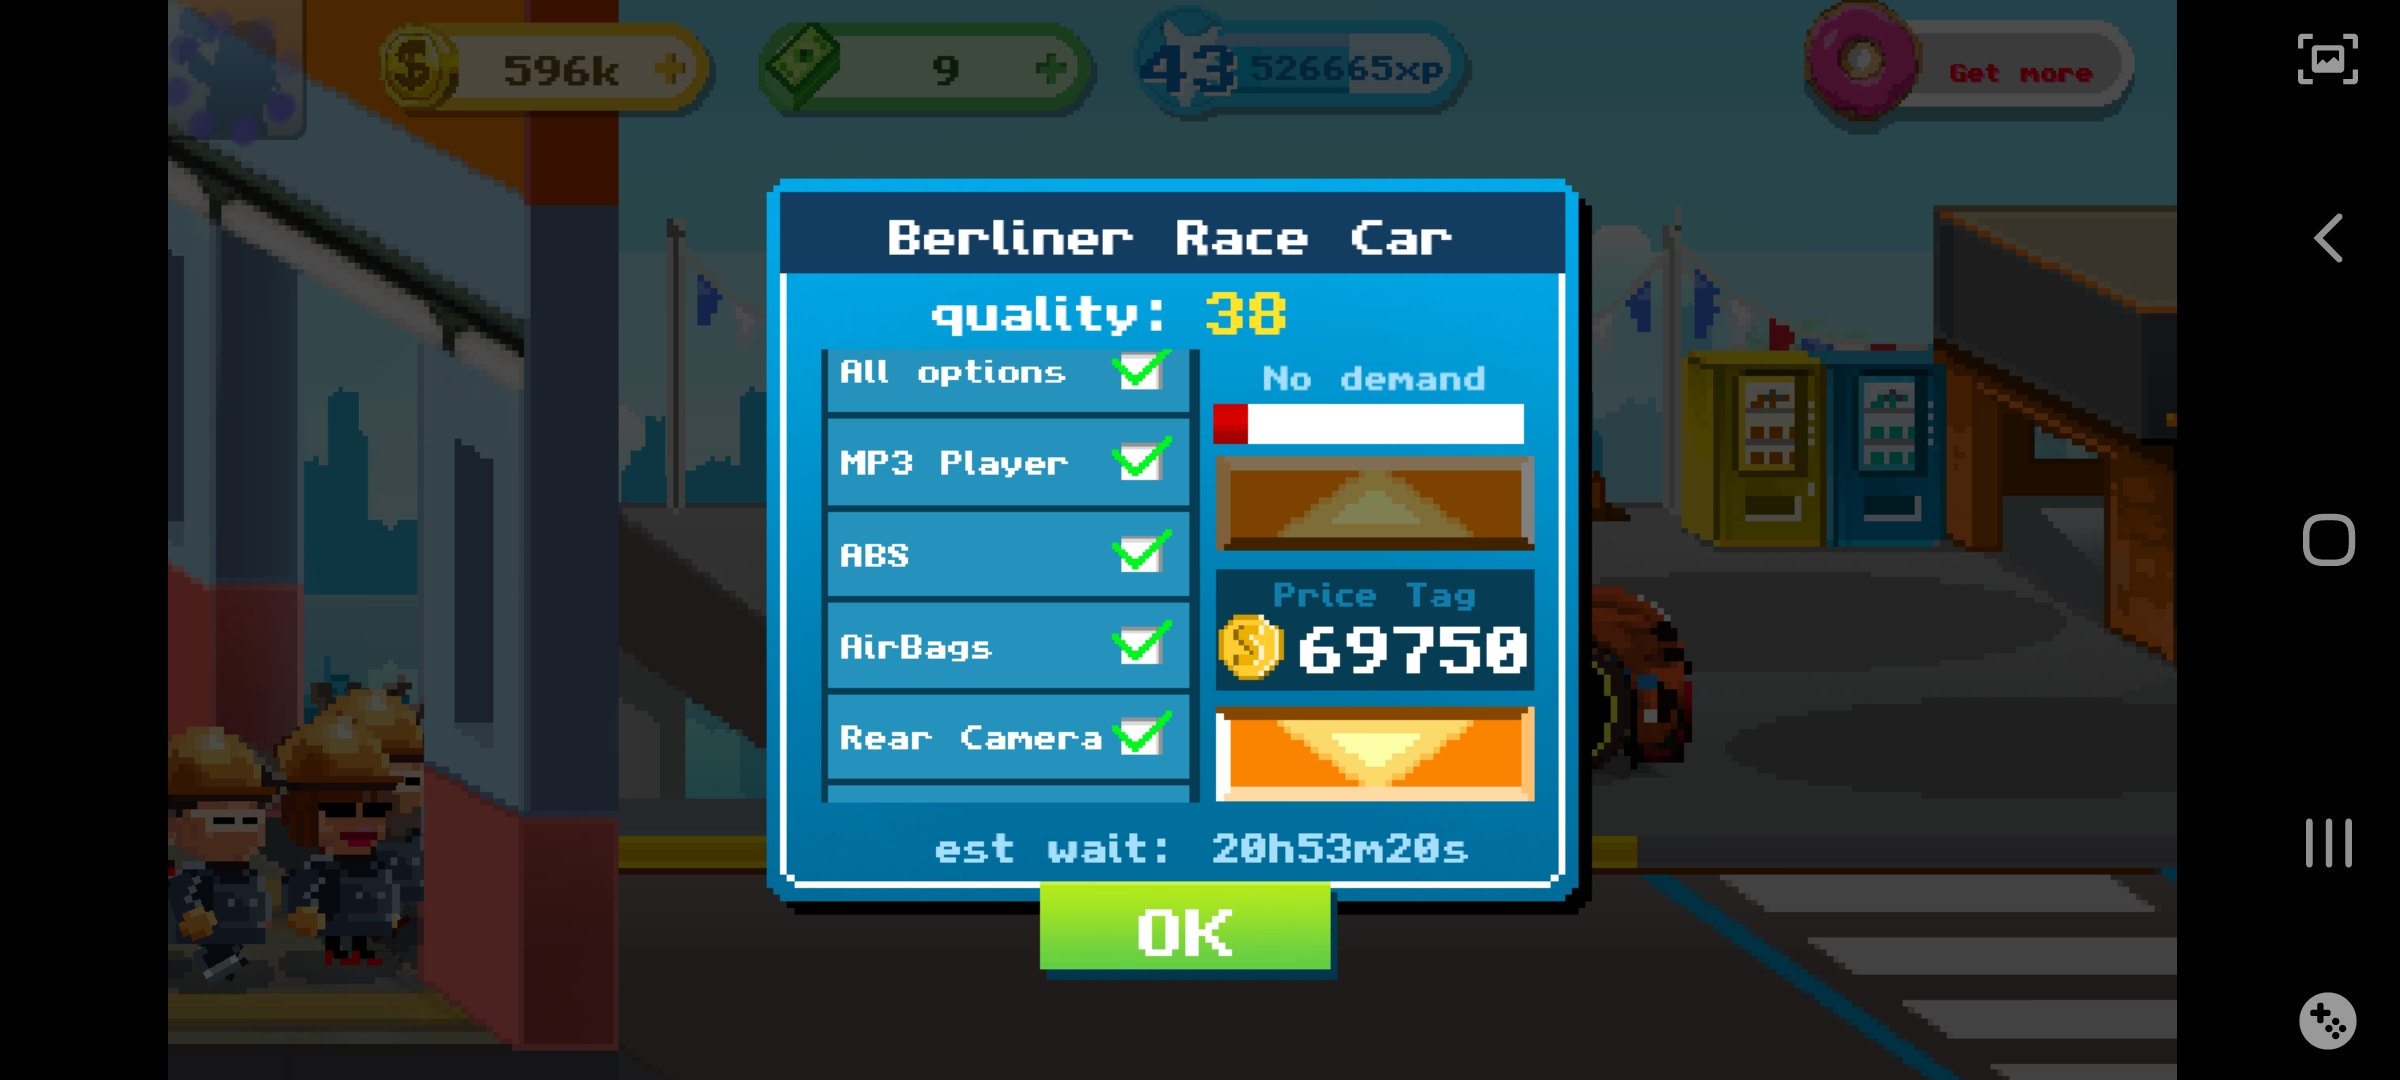 596k
9
43 526665xp
Get more
Berliner Race Car
quality: 38
All options
MP3 Player
ABS
AirBags
Rear Camera
No demand
Price Tag
69750
est wait: 20h53m20s
OK